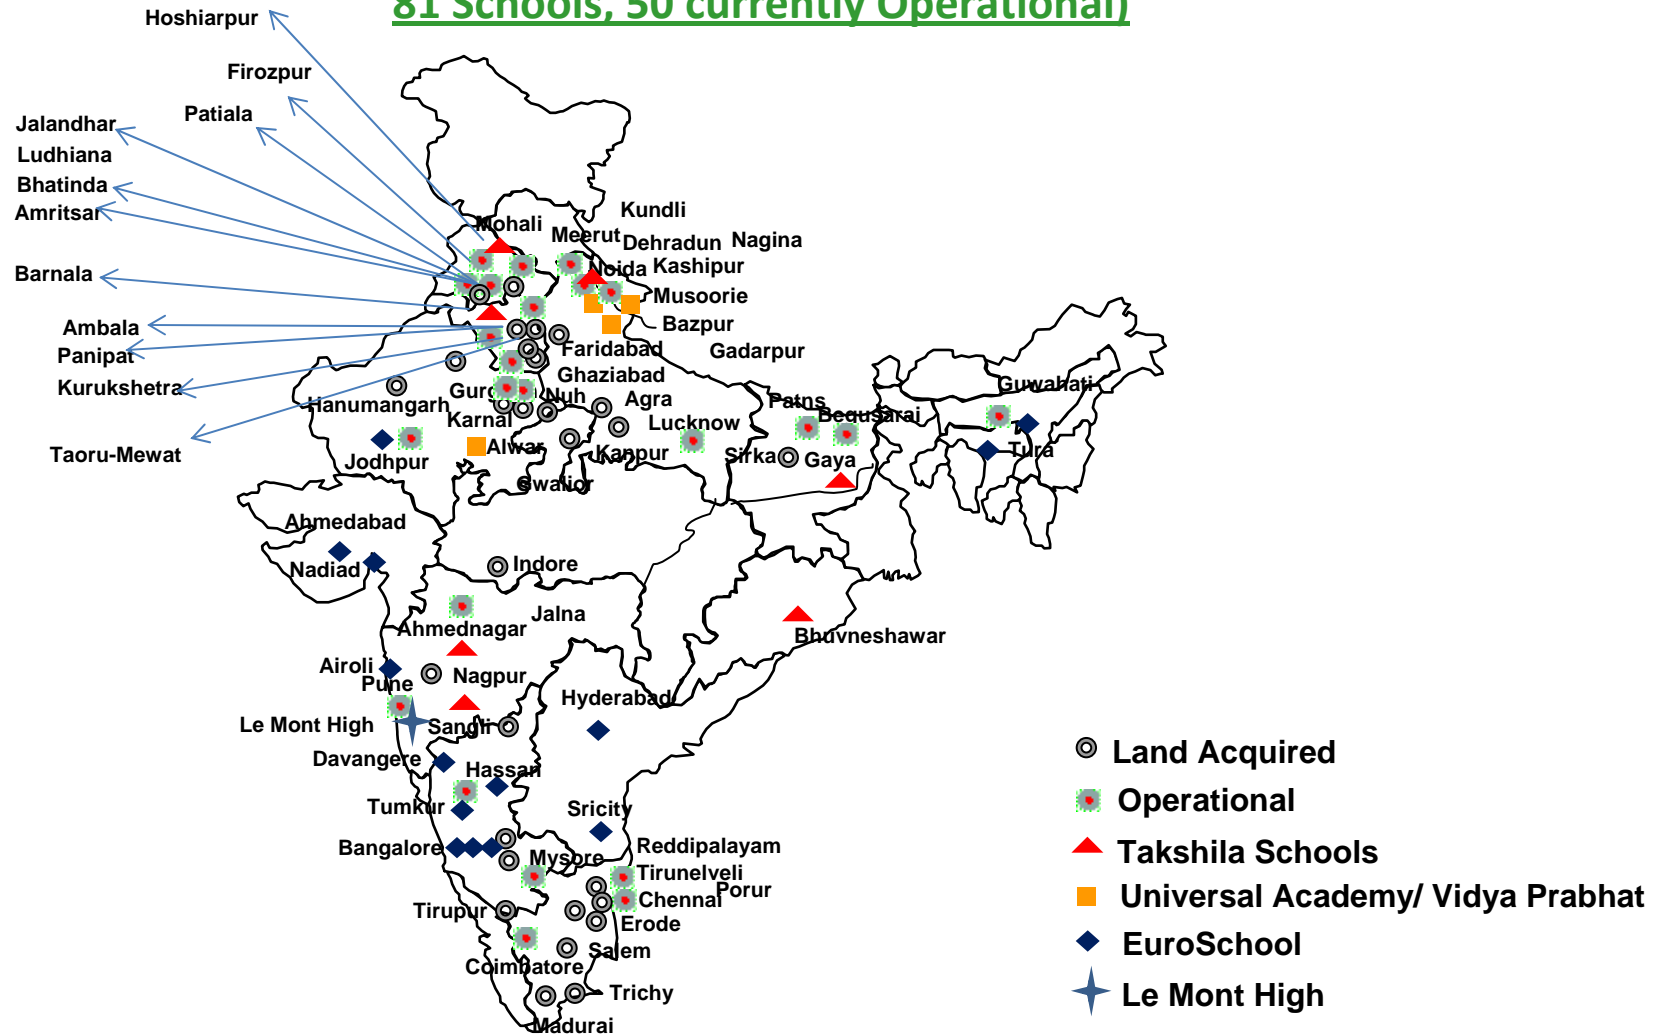 81 Schools, 50 currently Operational)
Hoshiarpur
Firozpur
Patiala
Jalandhar
Ludhiana
Bhatinda
Amritsar
Barnala
Ambala
Panipat
Kurukshetra
Taoru-Mewat
Mohali
Kundli
Meerut
Dehradun
Nagina
Noida
Kashipur
Musoorie
Bazpur
Gadarpur
Faridabad
Ghaziabad
Nuh
Agra
Hanumangarh
Karnal
Lucknow
Patns
Bequsarai
Guwahati
Jodhpur
Alwar
Kanpur
Sirka
Gaya
Tura
Gwalior
Ahmedabad
Nadiad
Indore
Jalna
Ahmednagar
Bhuvneshawar
Airoli
Pune
Nagpur
Hyderabad
Le Mont High
Sangli
Davangere
Hassan
Tumkur
Sricity
Bangalore
Mysore
Reddipalayam
Tirunelveli
Porur
Chennai
Tirupur
Erode
Salem
Coimbatore
Trichy
Madurai
Land Acquired
Operational
Takshila Schools
Universal Academy/ Vidya Prabhat
EuroSchool
Le Mont High